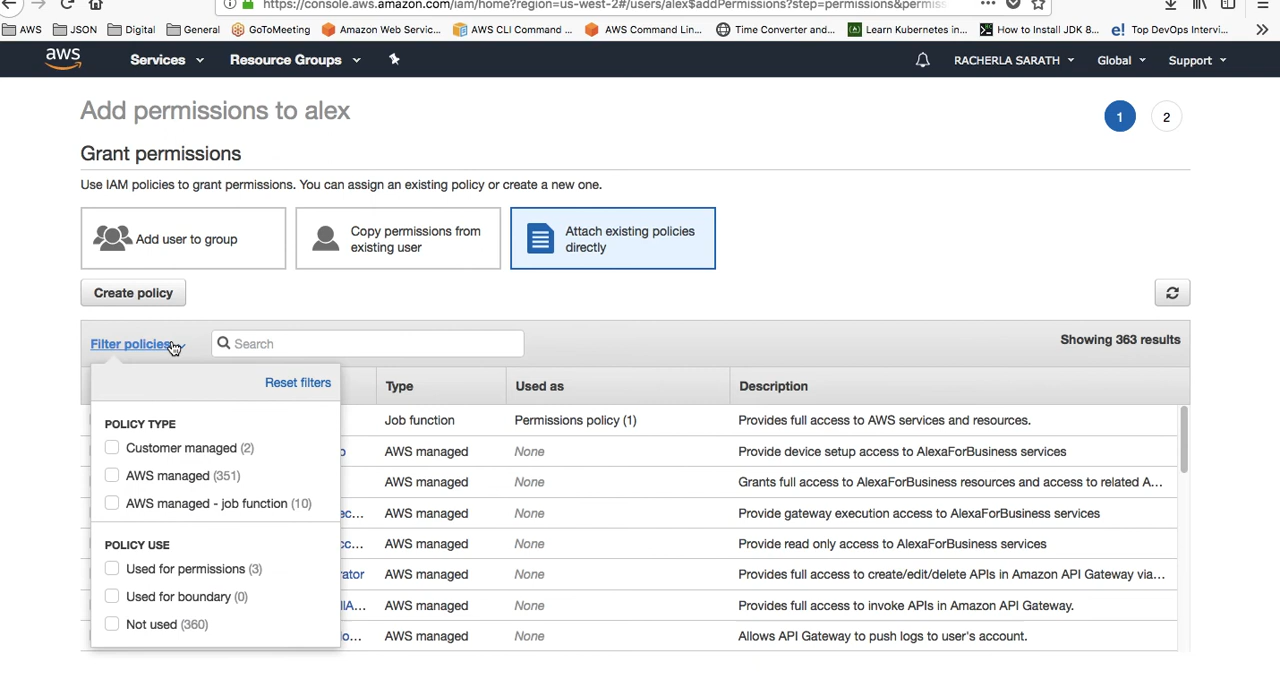 https://console.aws.amazon.com/iam/home?region=us-west-2#/users/alex$addPermissions?step=permissions&permiss
AWS JSON Digital General GoToMeeting Amazon Web Servic... AWS CLI Command ... AWS Command Lin... Time Converter and... Learn Kubernetes in... How to Install JDK 8... e! Top DevOps Intervi...
aws Services Resource Groups RACHERLA SARATH Global Support
Add permissions to alex
1 2
Grant permissions
Use IAM policies to grant permissions. You can assign an existing policy or create a new one.
Add user to group
Copy permissions from
existing user
Attach existing policies
directly
Create policy
Filter policies Search Showing 363 results
Reset filters
POLICY TYPE
Customer managed (2)
AWS managed (351)
AWS managed - job function (10)
POLICY USE
Used for permissions (3)
Used for boundary (0)
Not used (360)
Type Used as Description
Job function Permissions policy (1) Provides full access to AWS services and resources.
AWS managed None Provide device setup access to AlexaForBusiness services
AWS managed None Grants full access to AlexaForBusiness resources and access to related A...
ec... AWS managed None Provide gateway execution access to AlexaForBusiness services
cc... AWS managed None Provide read only access to AlexaForBusiness services
rator AWS managed None Provides full access to create/edit/delete APIs in Amazon API Gateway via...
lA... AWS managed None Provides full access to invoke APIs in Amazon API Gateway.
o... AWS managed None Allows API Gateway to push logs to user's account.